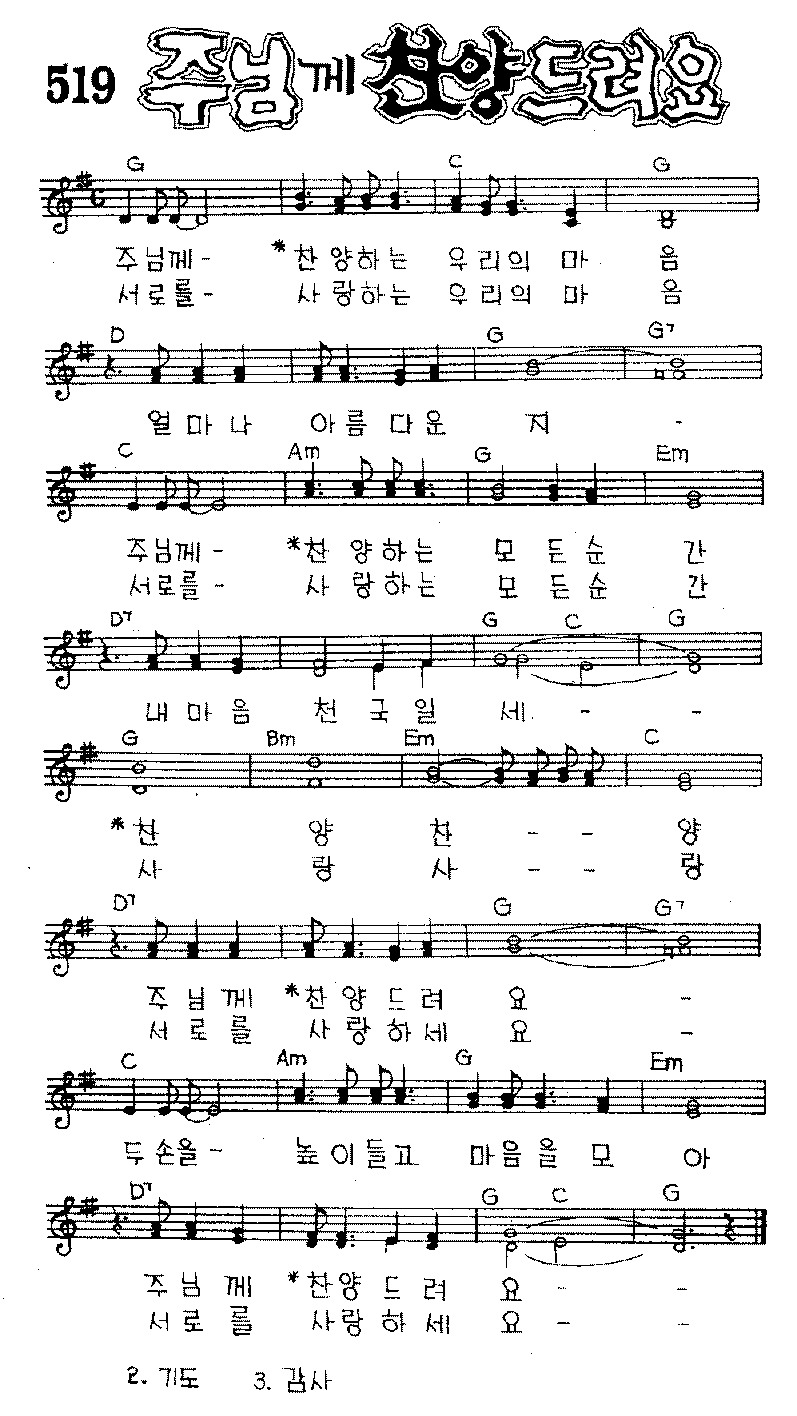 519 주님께 찬양드려요
G C G
주님께- *찬양하는 우리의 마 음
서로를- 사랑하는 우리의 마 음
D G G7
얼마나 아름다운 지 -
C Am G Em
주님께- *찬양하는 모든순 간
서로를- 사랑하는 모든순 간
D7 G C G
내마음 천국일 세. - -
G Bm Em C
*찬 양 찬 - - 양
사 랑 사 - - 랑
D7 G G7
주님께 *찬양드려 요 -
서로를 사랑하세 요 -
C Am G Em
두손을- 높이들고 마음을모 아
D7 G C G
주님께 *찬양드려 요 - -
서로를 사랑하세 요 - -
2. 기도 3. 감사